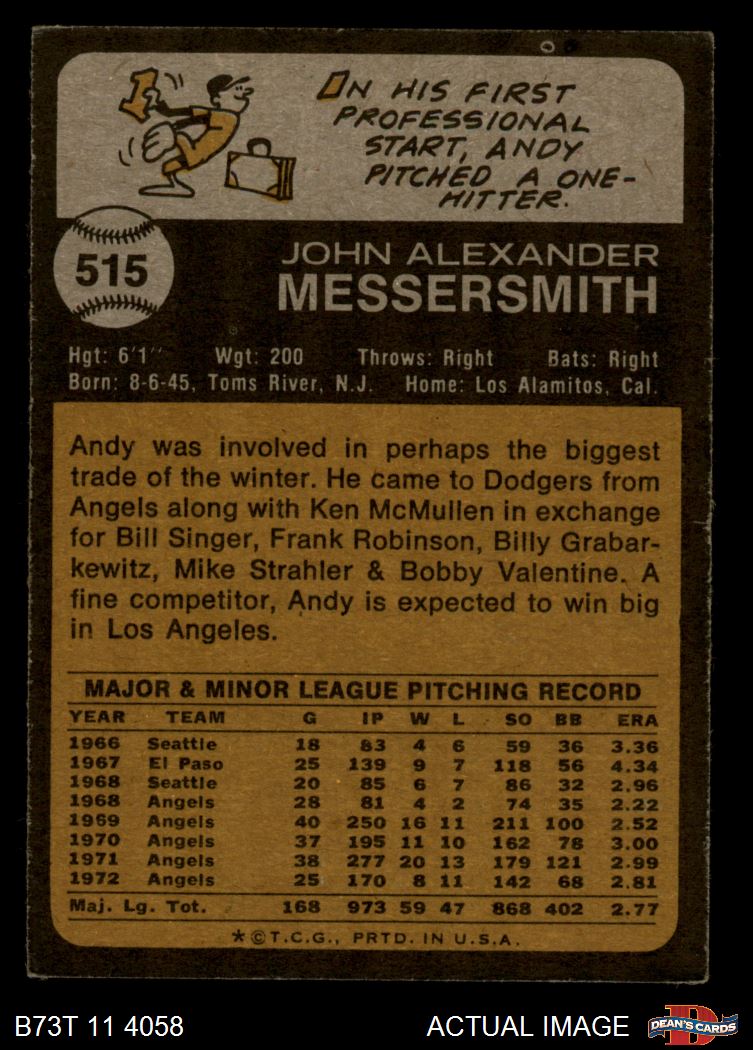 ON HIS FIRST
PROFESSIONAL
START, ANDY
PITCHED A ONE-
HITTER.
515
JOHN ALEXANDER
MESSERSMITH
Hgt: 6'1" Wgt: 200 Throws: Right Bats: Right
Born: 8-6-45, Toms River, N.J. Home: Los Alamitos, Cal.
Andy was involved in perhaps the biggest
trade of the winter. He came to Dodgers from
Angels along with Ken McMullen in exchange
for Bill Singer, Frank Robinson, Billy Grabar-
kewitz, Mike Strahler & Bobby Valentine. A
fine competitor, Andy is expected to win big
in Los Angeles.
MAJOR & MINOR LEAGUE PITCHING RECORD
YEAR TEAM G IP W L SO BB ERA
1966 Seattle 18 83 4 6 59 36 3.36
1967 El Paso 25 139 9 7 118 56 4.34
1968 Seattle 20 85 6 7 86 32 2.96
1968 Angels 28 81 4 2 74 35 2.22
1969 Angels 40 250 16 11 211 100 2.52
1970 Angels 37 195 11 10 162 78 3.00
1971 Angels 38 277 20 13 179 121 2.99
1972 Angels 25 170 8 11 142 68 2.81
Maj. Lg. Tot. 168 973 59 47 868 402 2.77
*©T.C.G., PRTD. IN U.S.A.
B73T 11 4058 ACTUAL IMAGE D DEAN'S CARDS